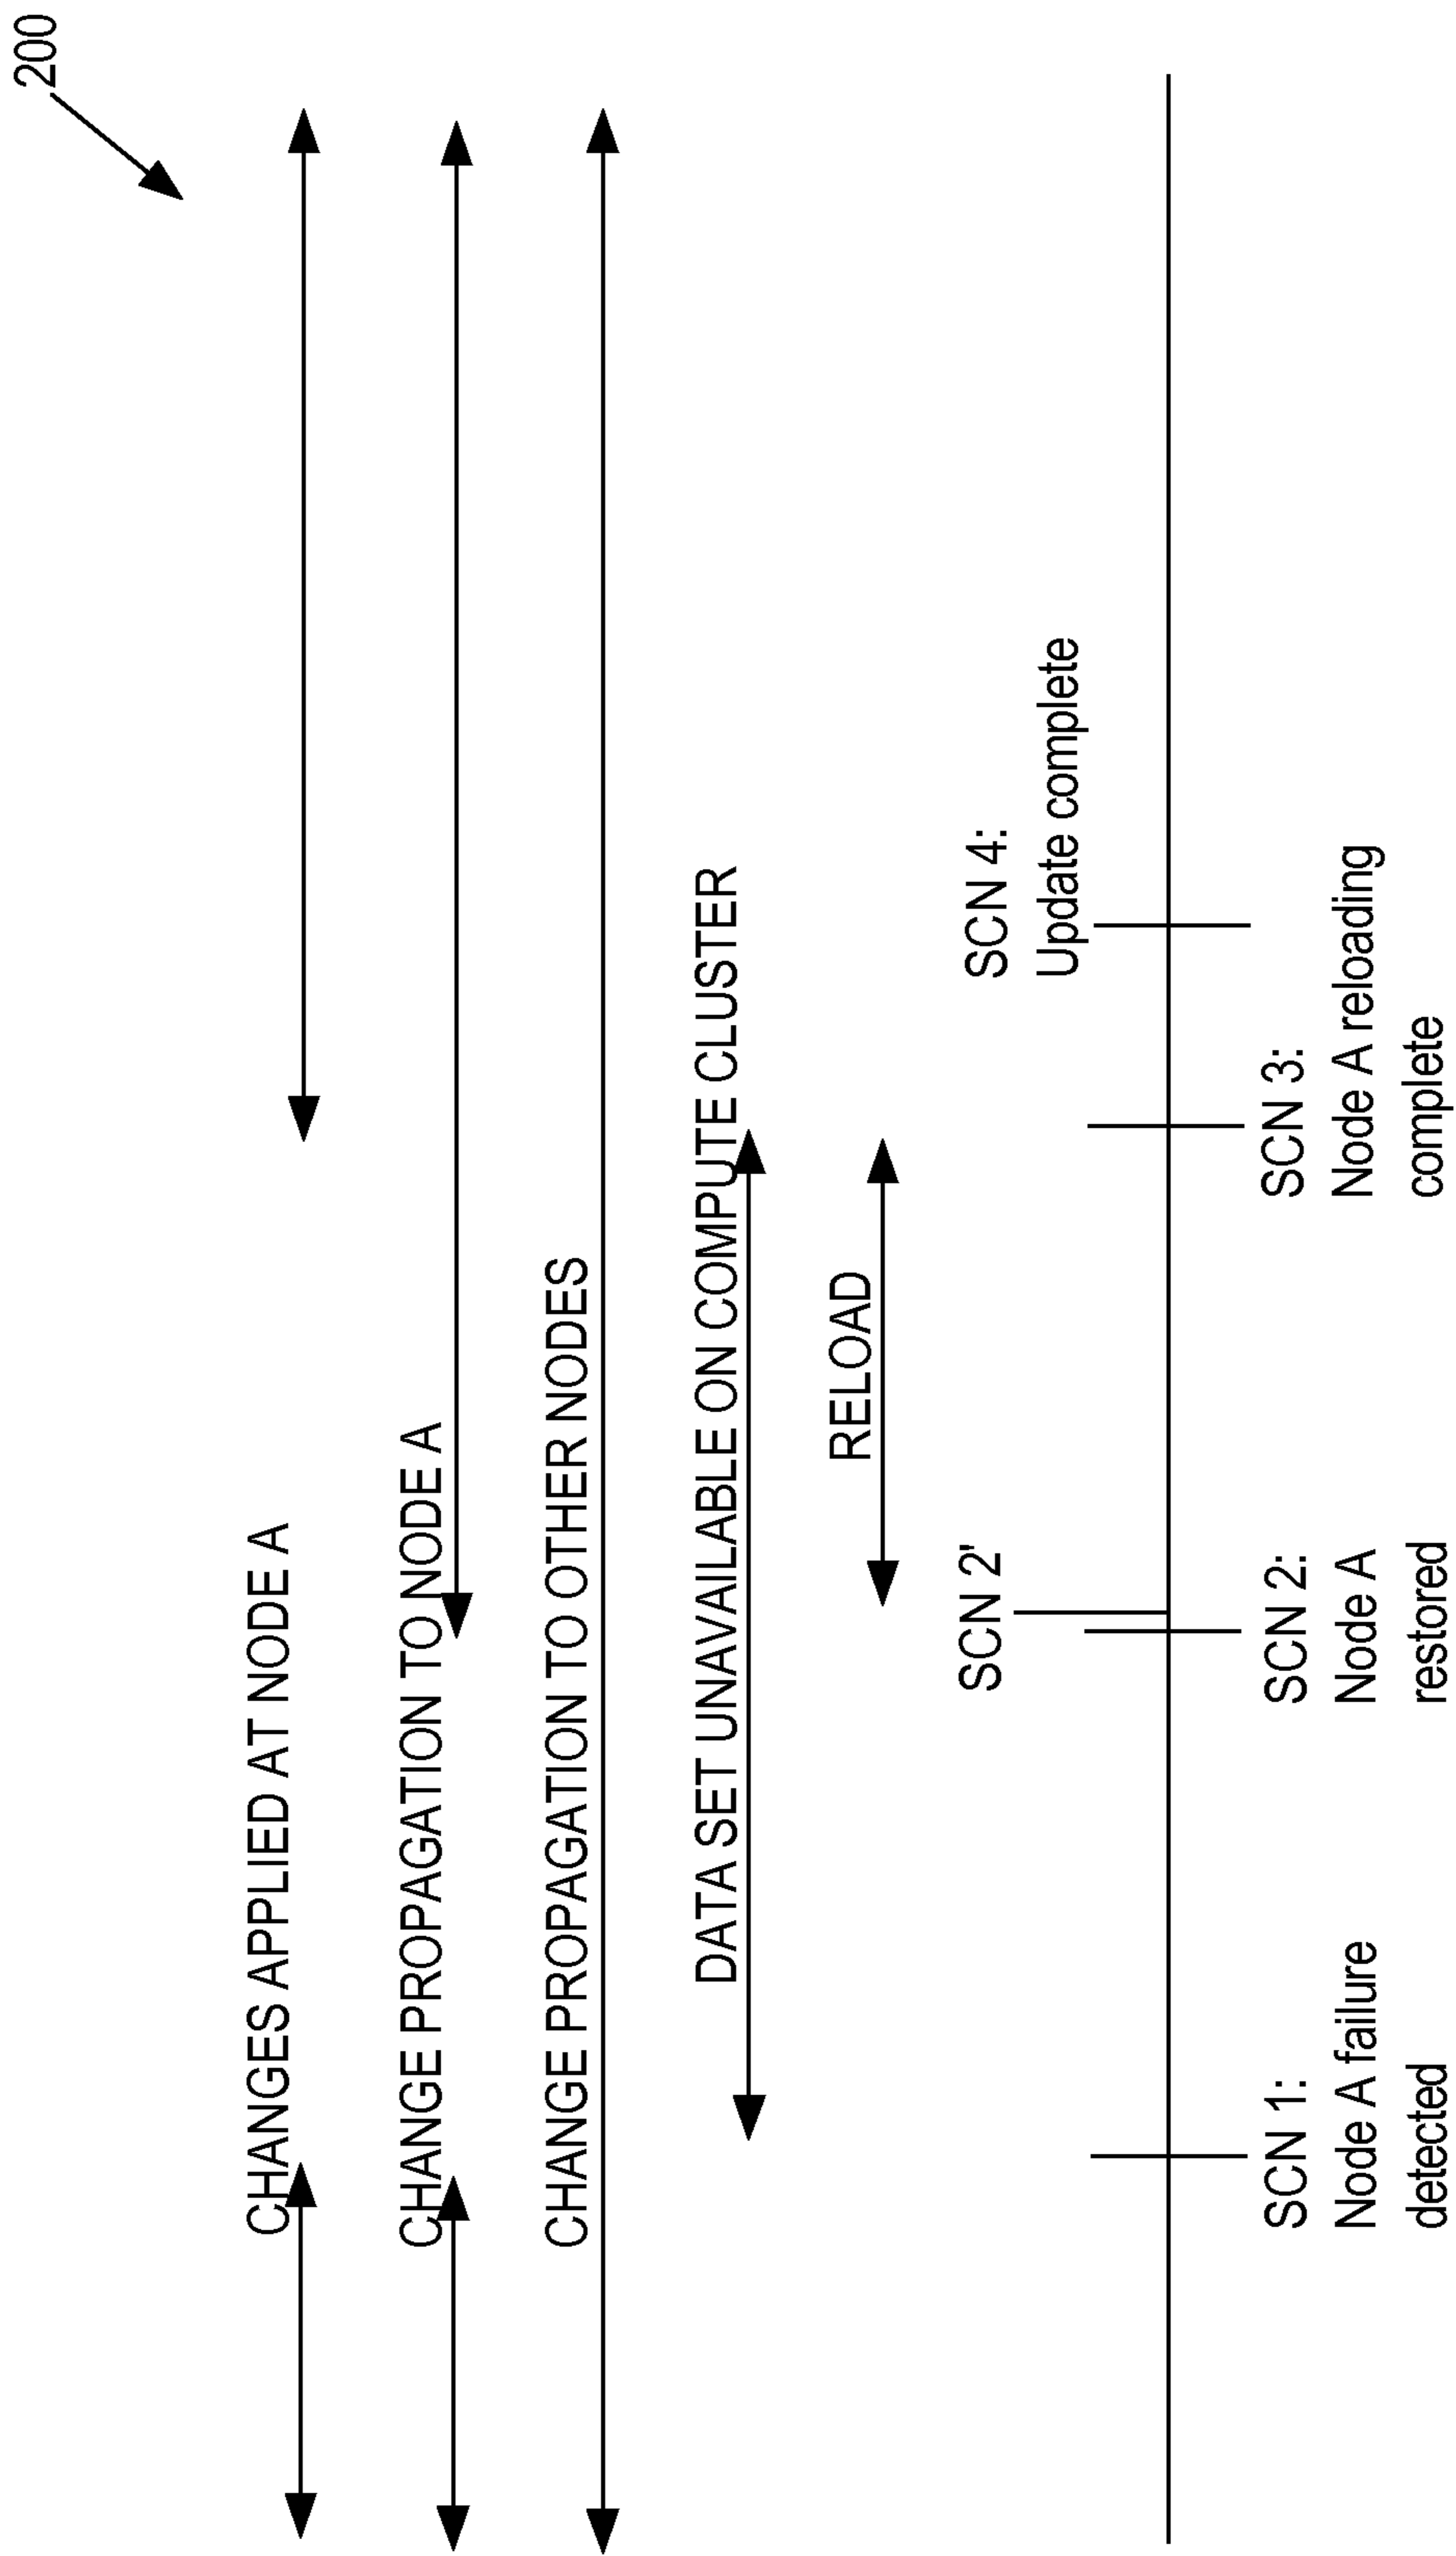 200
CHANGES APPLIED AT NODE A
CHANGE PROPAGATION TO NODE A
CHANGE PROPAGATION TO OTHER NODES
DATA SET UNAVAILABLE ON COMPUTE CLUSTER
RELOAD
SCN 2'
SCN 4:
Update complete
SCN 1:
Node A failure
detected
SCN 2:
Node A
restored
SCN 3:
Node A reloading
complete